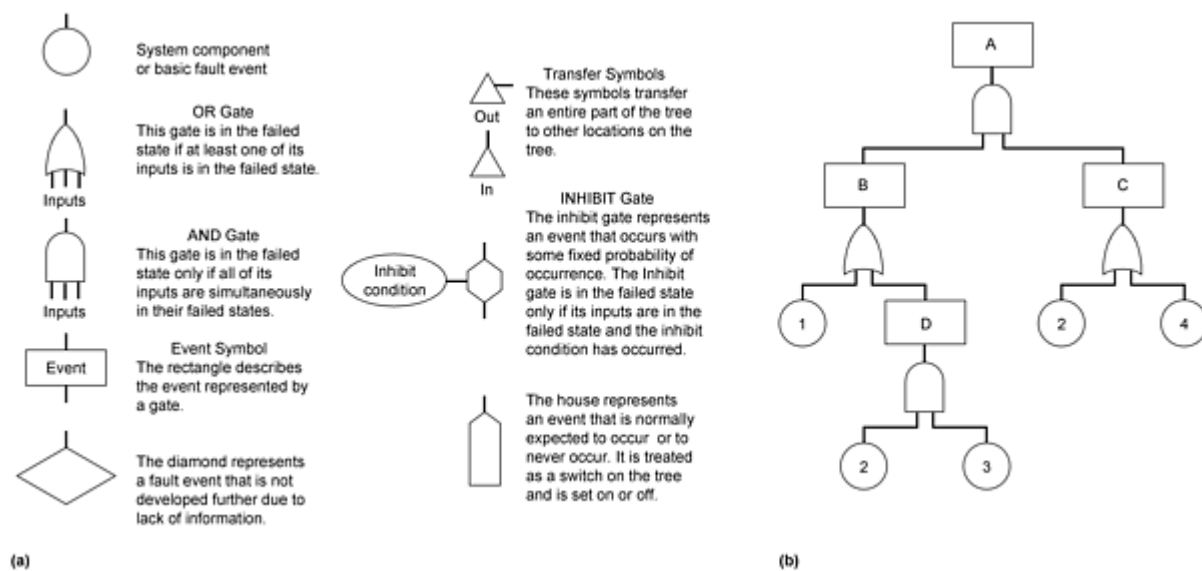 System component
or basic fault event
OR Gate
This gate is in the failed
state if at least one of its
inputs is in the failed state.
Inputs
AND Gate
This gate is in the failed
state only if all of its
inputs are simultaneously
in their failed states.
Inputs
Event Symbol
The rectangle describes
the event represented by
a gate.
Event
The diamond represents
a fault event that is not
developed further due to
lack of information.
Transfer Symbols
These symbols transfer
an entire part of the tree
to other locations on the
tree.
Out
In
INHIBIT Gate
The inhibit gate represents
an event that occurs with
some fixed probability of
occurrence. The Inhibit
gate is in the failed state
only if its inputs are in the
failed state and the inhibit
condition has occurred.
Inhibit
condition
The house represents
an event that is normally
expected to occur or to
never occur. It is treated
as a switch on the tree
and is set on or off.
(a)
A
B
C
1
D
2
4
2
3
(b)